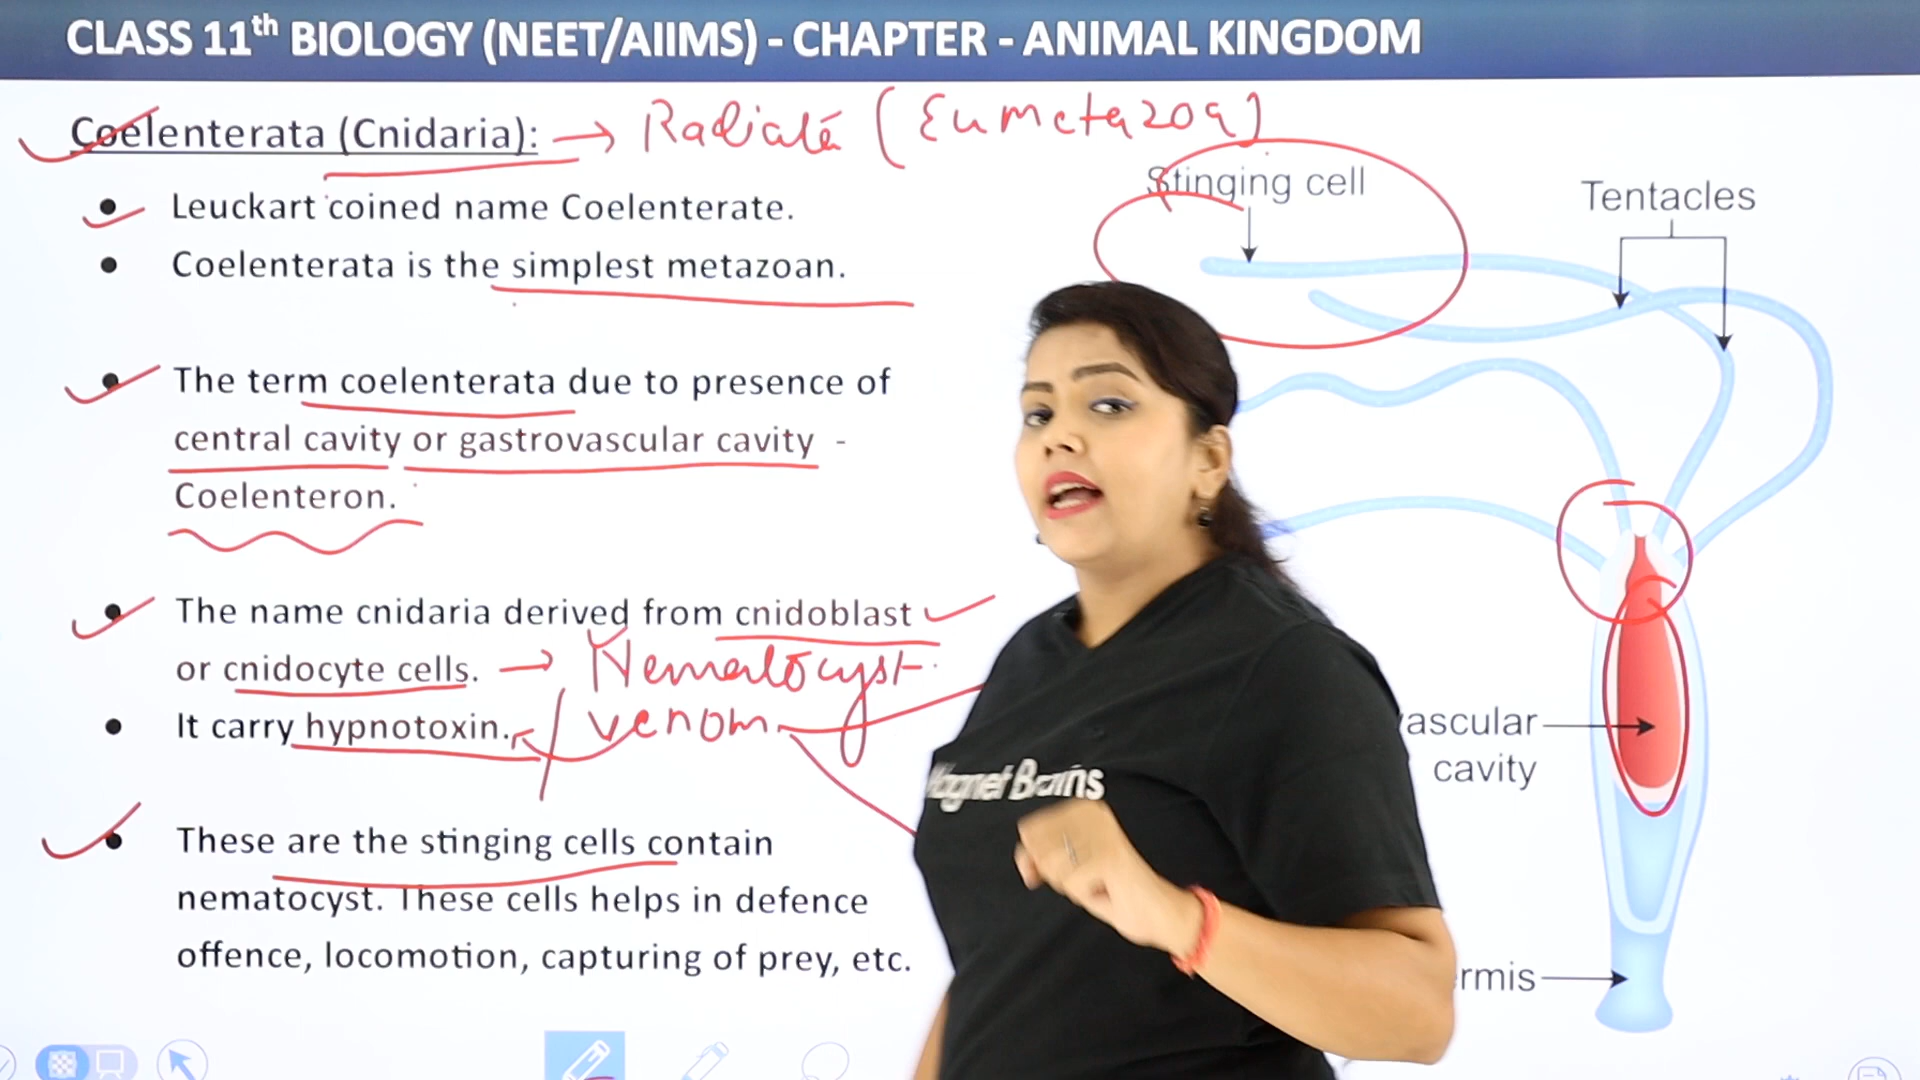 CLASS 11th BIOLOGY (NEET/AIIMS) - CHAPTER - ANIMAL KINGDOM
Coelenterata (Cnidaria): → Radiata (Eumetazoa)
• Leuckart coined name Coelenterate.
• Coelenterata is the simplest metazoan.
• The term coelenterata due to presence of
central cavity or gastrovascular cavity -
Coelenteron.
• The name cnidaria derived from cnidoblast
or cnidocyte cells. → Nematocyst
• It carry hypnotoxin. venom
• These are the stinging cells contain
nematocyst. These cells helps in defence
offence, locomotion, capturing of prey, etc.
Stinging cell
Tentacles
ascular
cavity
rmis
Magnet Brains